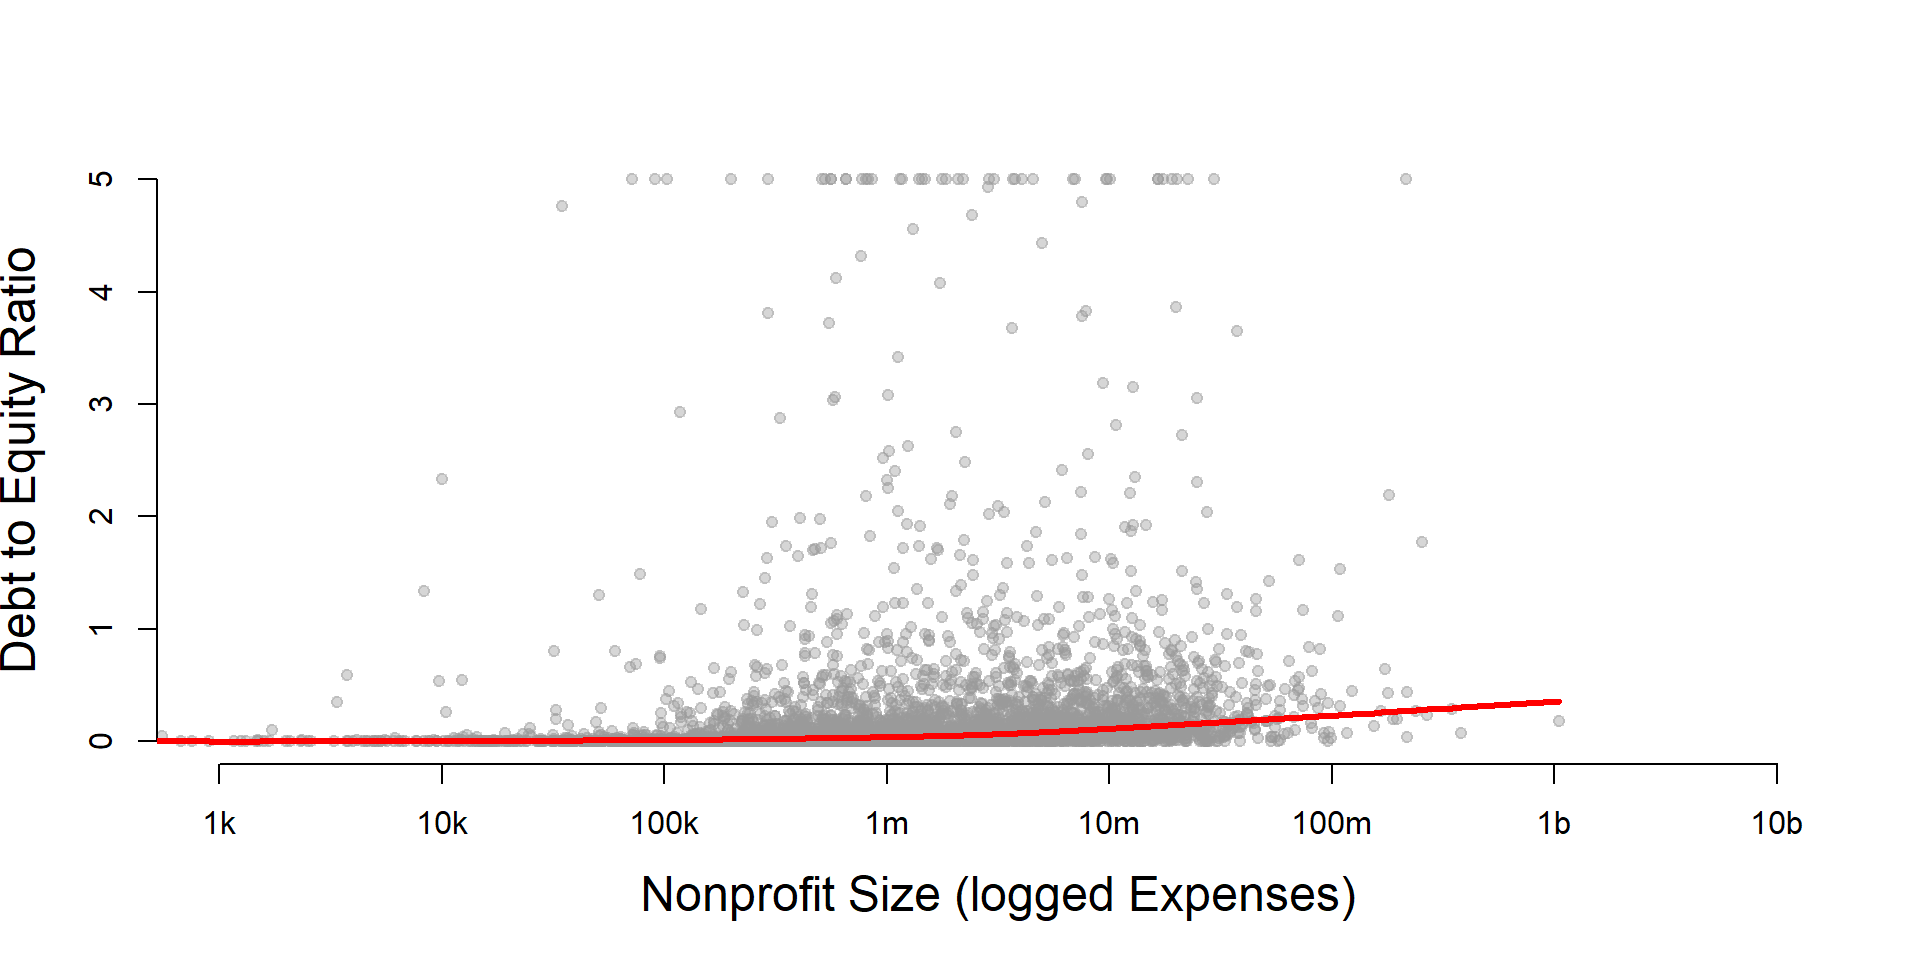 Debt to Equity Ratio
5
4
3
2
1
0
1k 10k 100k 1m 10m 100m 1b 10b
Nonprofit Size (logged Expenses)